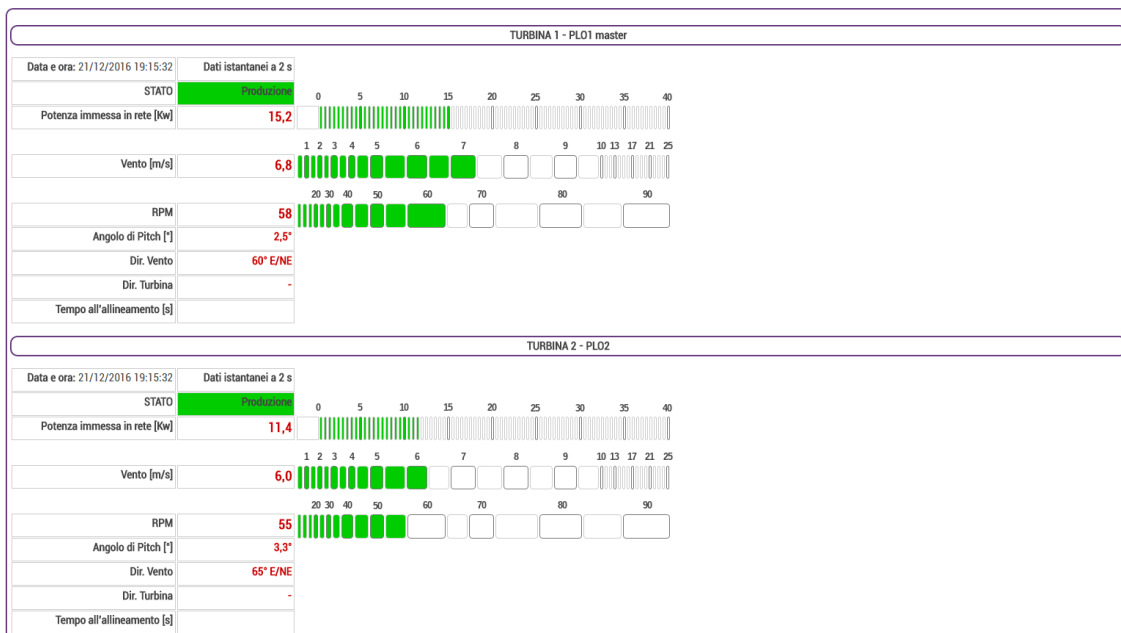 TURBINA 1 - PLO1 master
Data e ora: 21/12/2016 19:15:32 Dati istantanei a 2 s
STATO Produzione
0 5 10 15 20 25 30 35 40
Potenza immessa in rete [Kw] 15,2
1 2 3 4 5 6 7 8 9 10 13 17 21 25
Vento [m/s] 6,8
20 30 40 50 60 70 80 90
RPM 58
Angolo di Pitch [°] 2,5°
Dir. Vento 60° E/NE
Dir. Turbina -
Tempo all'allineamento [s]
TURBINA 2 - PLO2
Data e ora: 21/12/2016 19:15:32 Dati istantanei a 2 s
STATO Produzione
0 5 10 15 20 25 30 35 40
Potenza immessa in rete [Kw] 11,4
1 2 3 4 5 6 7 8 9 10 13 17 21 25
Vento [m/s] 6,0
20 30 40 50 60 70 80 90
RPM 55
Angolo di Pitch [°] 3,3°
Dir. Vento 65° E/NE
Dir. Turbina -
Tempo all'allineamento [s]